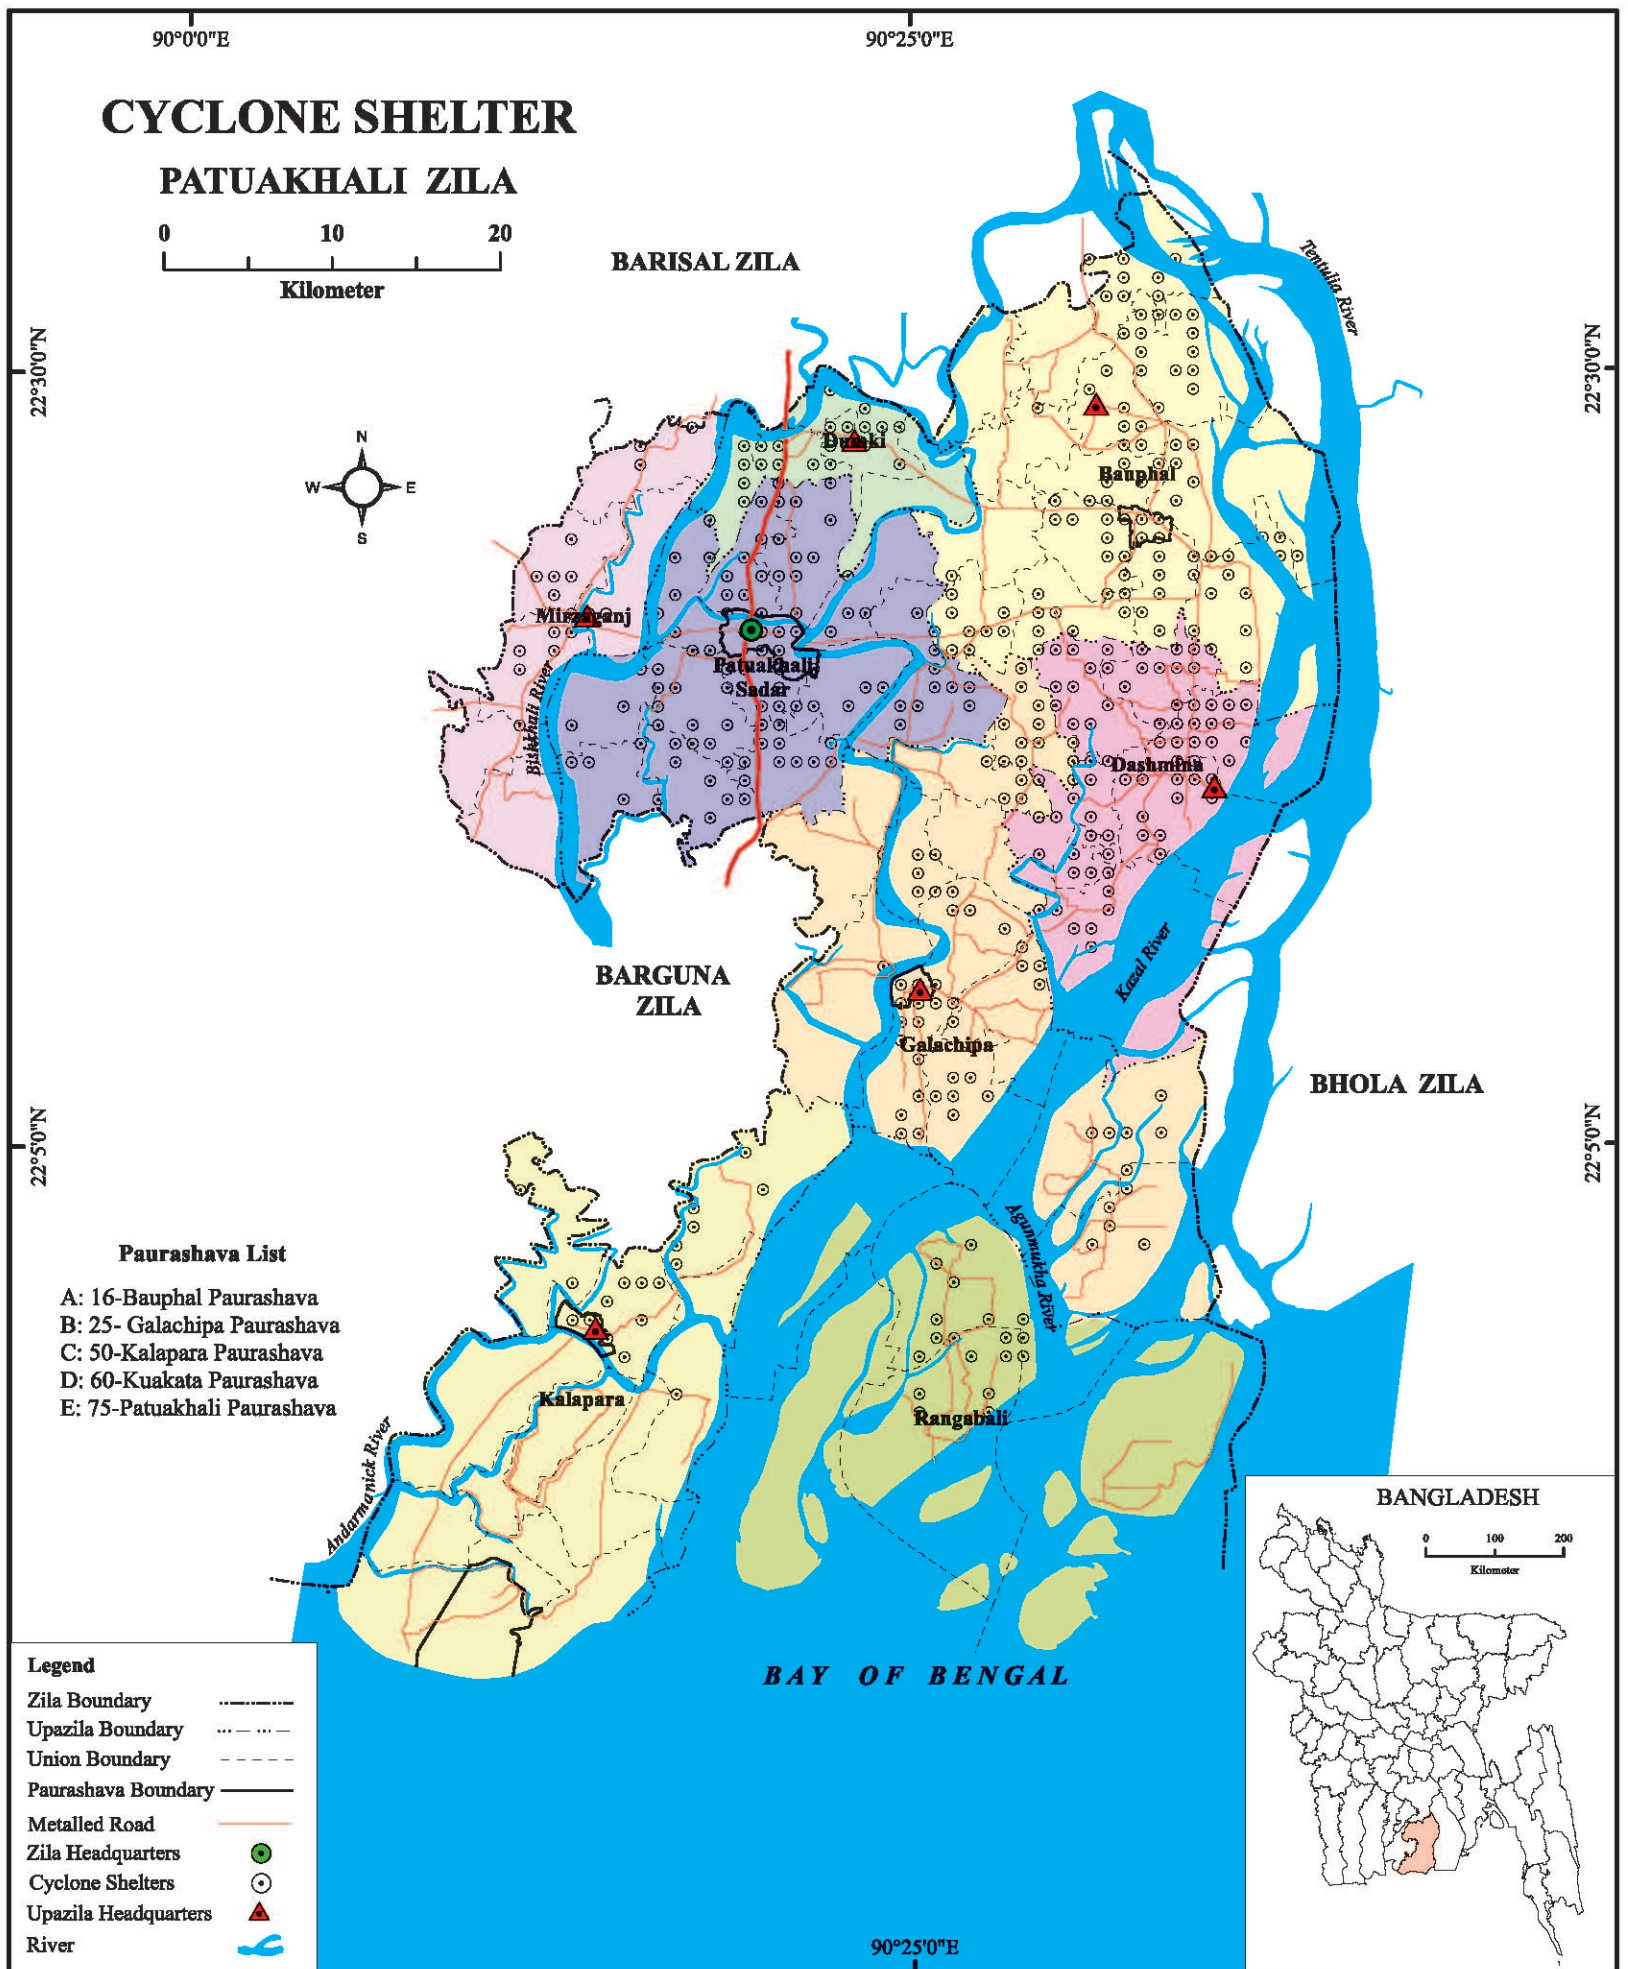 90°0'0"E
90°25'0"E
CYCLONE SHELTER
PATUAKHALI ZILA
0 10 20
Kilometer
BARISAL ZILA
Tentulia River
22°30'0"N
22°30'0"N
N
W E
S
Dumki
Bauphal
Mirzaganj
Patuakhali
Sadar
Bishkhali River
Dashmina
BARGUNA
ZILA
Kazal River
Galachipa
BHOLA ZILA
22°5'0"N
22°5'0"N
Agunmukha River
Paurashava List
A: 16-Bauphal Paurashava
B: 25- Galachipa Paurashava
C: 50-Kalapara Paurashava
D: 60-Kuakata Paurashava
E: 75-Patuakhali Paurashava
Kalapara
Rangabali
Andarmanick River
BAY OF BENGAL
BANGLADESH
0 100 200
Kilometer
Legend
Zila Boundary
Upazila Boundary
Union Boundary
Paurashava Boundary
Metalled Road
Zila Headquarters
Cyclone Shelters
Upazila Headquarters
River
90°25'0"E